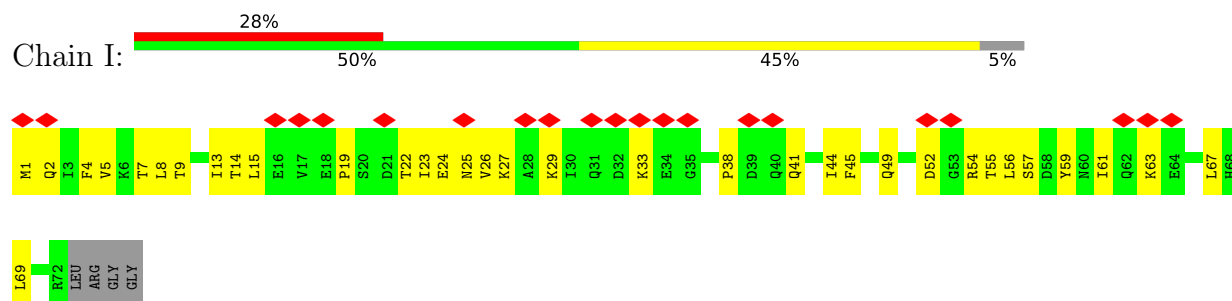 28%
Chain I:
50% 45% 5%
M1 Q2 I3 F4 V5 K6 T7 L8 T9 I13 T14 L15 E16 V17 E18 P19 S20 D21 T22 I23 E24 N25 V26 K27 A28 K29 I30 Q31 D32 K33 E34 G35 P38 D39 Q40 Q41 I44 F45 Q49 D52 G53 R54 T55 L56 S57 D58 Y59 N60 I61 Q62 K63 E64 L67 H68
L69 R72 LEU ARG GLY GLY